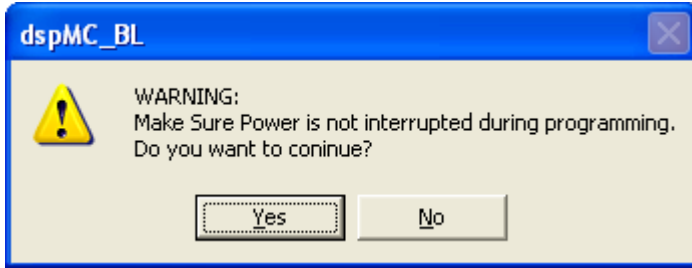 dspMC_BL
WARNING:
Make Sure Power is not interrupted during programming.
Do you want to coninue?
Yes No